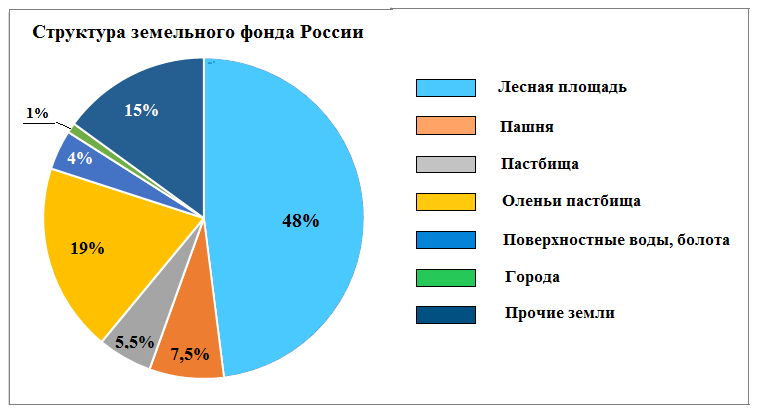 Структура земельного фонда России
15%
1%
4%
48%
19%
5,5%
7,5%
Лесная площадь
Пашня
Пастбища
Оленьи пастбища
Поверхностные воды, болота
Города
Прочие земли